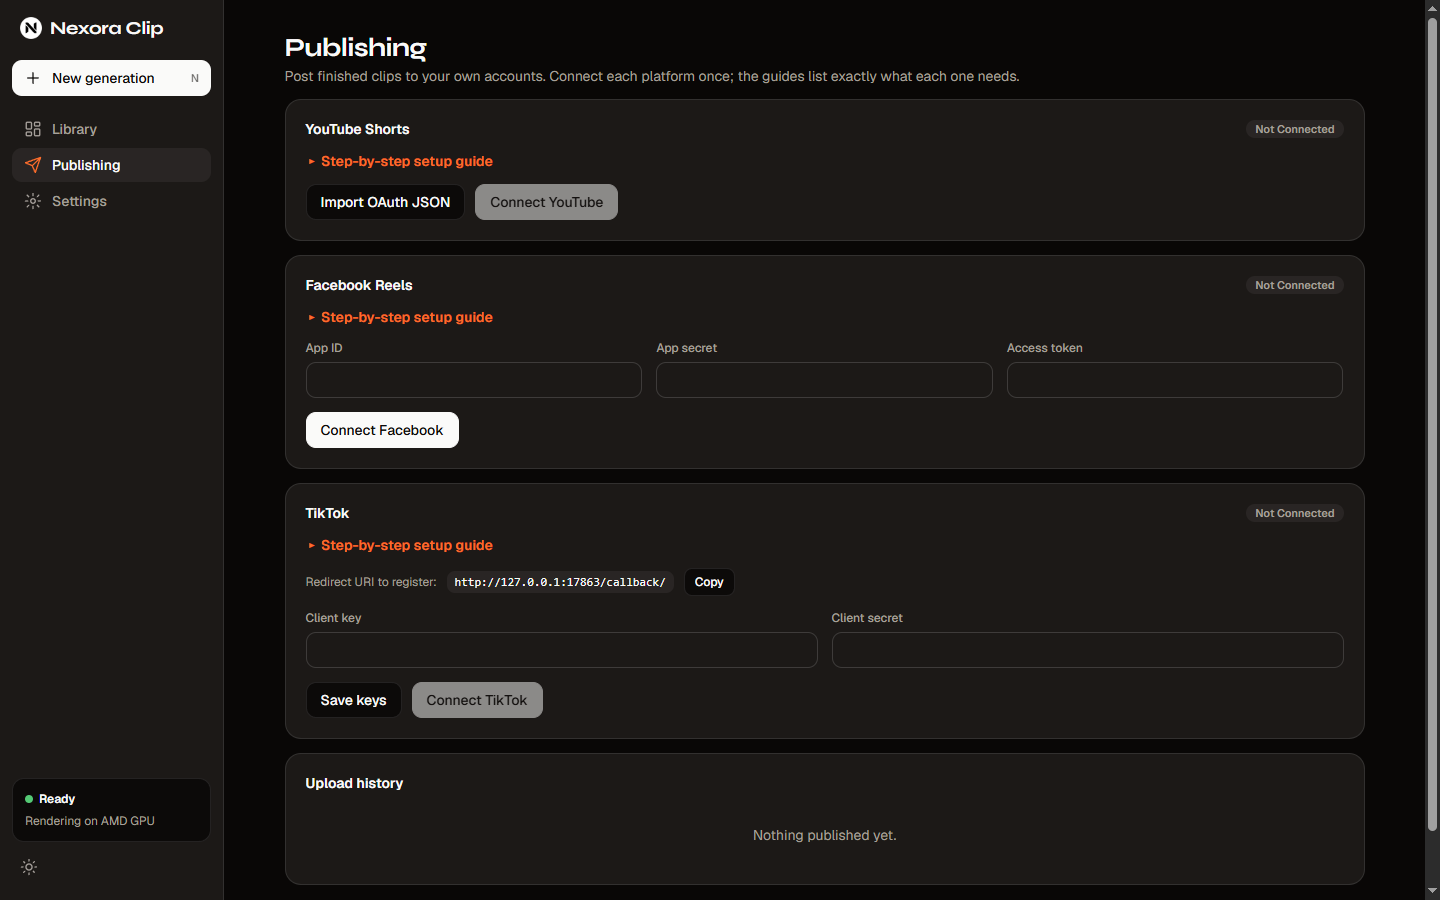 Nexora Clip
New generation N
Library
Publishing
Settings
Ready
Rendering on AMD GPU
Publishing
Post finished clips to your own accounts. Connect each platform once; the guides list exactly what each one needs.
YouTube Shorts Not Connected
Step-by-step setup guide
Import OAuth JSON Connect YouTube
Facebook Reels Not Connected
Step-by-step setup guide
App ID App secret Access token
Connect Facebook
TikTok Not Connected
Step-by-step setup guide
Redirect URI to register: http://127.0.0.1:17863/callback/ Copy
Client key Client secret
Save keys Connect TikTok
Upload history
Nothing published yet.